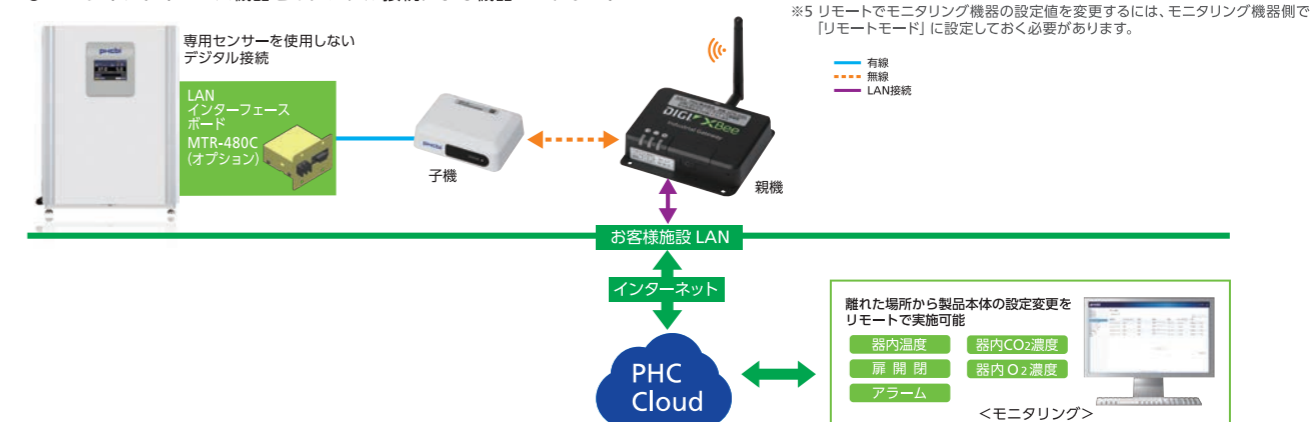 ※5 リモートでモニタリング機器の設定値を変更するには、モニタリング機器側で
「リモートモード」に設定しておく必要があります。
専用センサーを使用しない
デジタル接続
有線
無線
LAN接続
LAN
インターフェース
ボード
MTR-480C
(オプション)
PHCbi
DIGI XBee
Industrial Gateway
子機
親機
お客様施設 LAN
インターネット
PHC
Cloud
離れた場所から製品本体の設定変更を
リモートで実施可能
器内温度
器内CO2濃度
扉 開 閉
器内 O2 濃度
アラーム
<モニタリング>